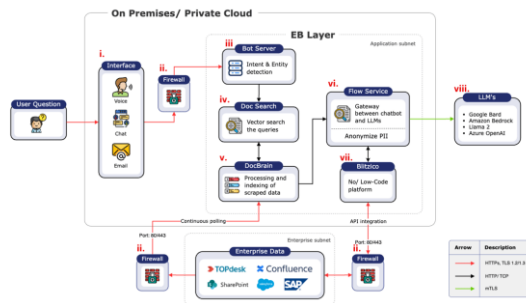 On Premises/ Private Cloud
EB Layer
Application subnet
i.
Interface
Voice
Chat
Email
ii.
Firewall
iii
Bot Server
Intent & Entity
detection
iv.
Doc Search
Vector search
the queries
v.
DocBrain
Processing and
indexing of
scraped data
vi.
Flow Service
Gateway
between chatbot
and LLMs
Anonymize PII
vii.
Blitzico
No/ Low-Code
platform
viii.
LLM's
Google Bard
Amazon Bedrock
Llama 2
Azure OpenAI
User Question
Continuous polling
API integration
Port 80/443
Port 80/443
Enterprise subnet
ii.
Firewall
Enterprise Data
TOPdesk
Confluence
SharePoint
salesforce
SAP
ii.
Firewall
Arrow
Description
HTTPs, TLS 1.2/1.3
HTTP/ TCP
mTLS